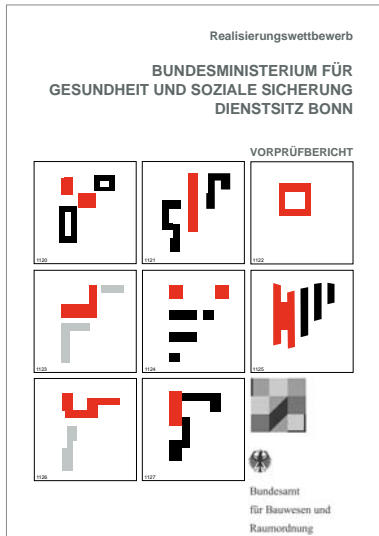 Realisierungswettbewerb
BUNDESMINISTERIUM FÜR
GESUNDHEIT UND SOZIALE SICHERUNG
DIENSTSITZ BONN
VORPRÜFBERICHT
1120
1121
1122
1123
1124
1125
1126
1127
Bundesamt
für Bauwesen und
Raumordnung